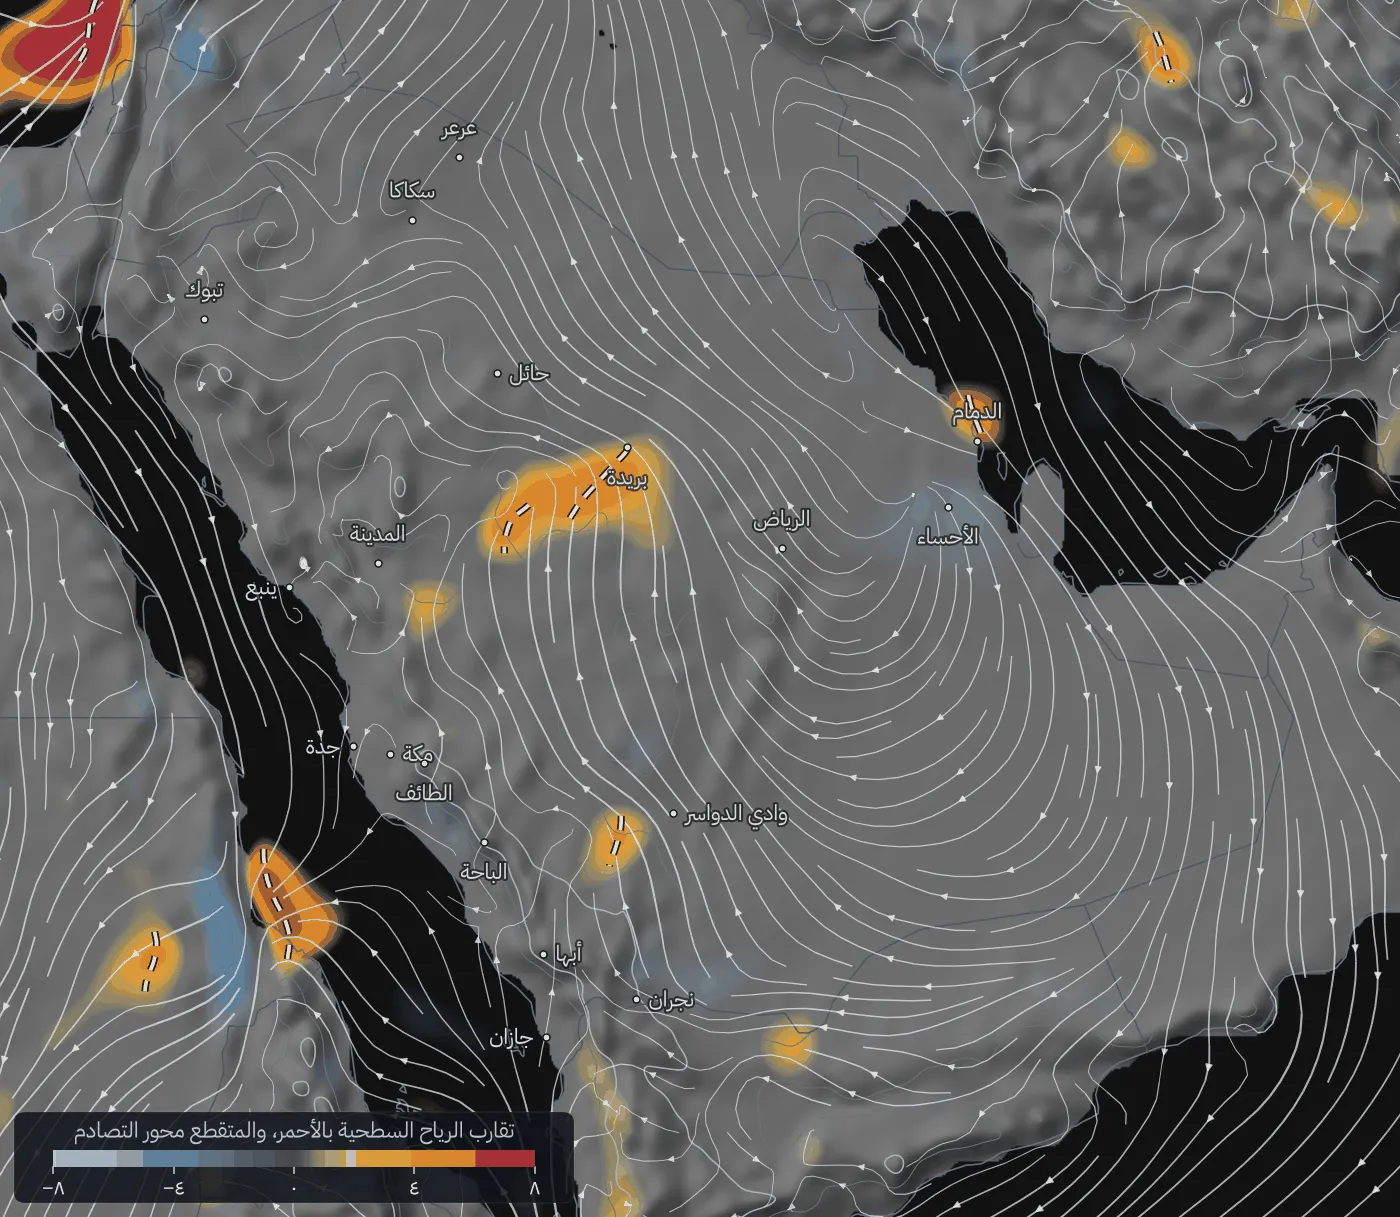 عرعر
سكاكا
تبوك
حائل
الدمام
بريدة
الرياض
الأحساء
المدينة
ينبع
جدة
مكة
الطائف
وادي الدواسر
الباحة
أبها
نجران
جازان
تقارب الرياح السطحية بالأحمر، والمتقطع محور التصادم
−٨ −٤ ٠ ٤ ٨